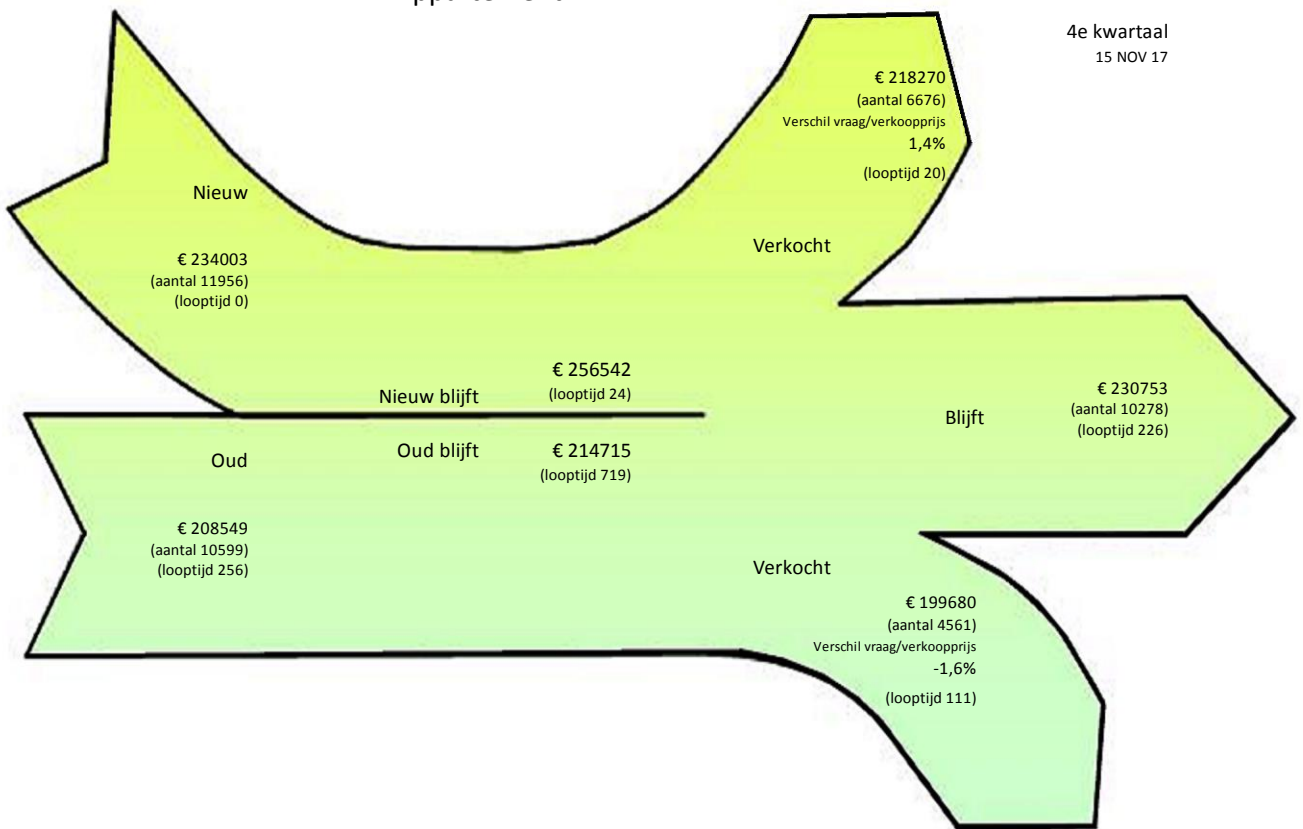 4e kwartaal
15 NOV 17
€ 218270
(aantal 6676)
Verschil vraag/verkoopprijs
1,4%
(looptijd 20)
Verkocht
Nieuw
€ 234003
(aantal 11956)
(looptijd 0)
€ 256542
Nieuw blijft
(looptijd 24)
€ 230753
(aantal 10278)
(looptijd 226)
Blijft
Oud
Oud blijft
€ 214715
(looptijd 719)
€ 208549
(aantal 10599)
(looptijd 256)
Verkocht
€ 199680
(aantal 4561)
Verschil vraag/verkoopprijs
-1,6%
(looptijd 111)